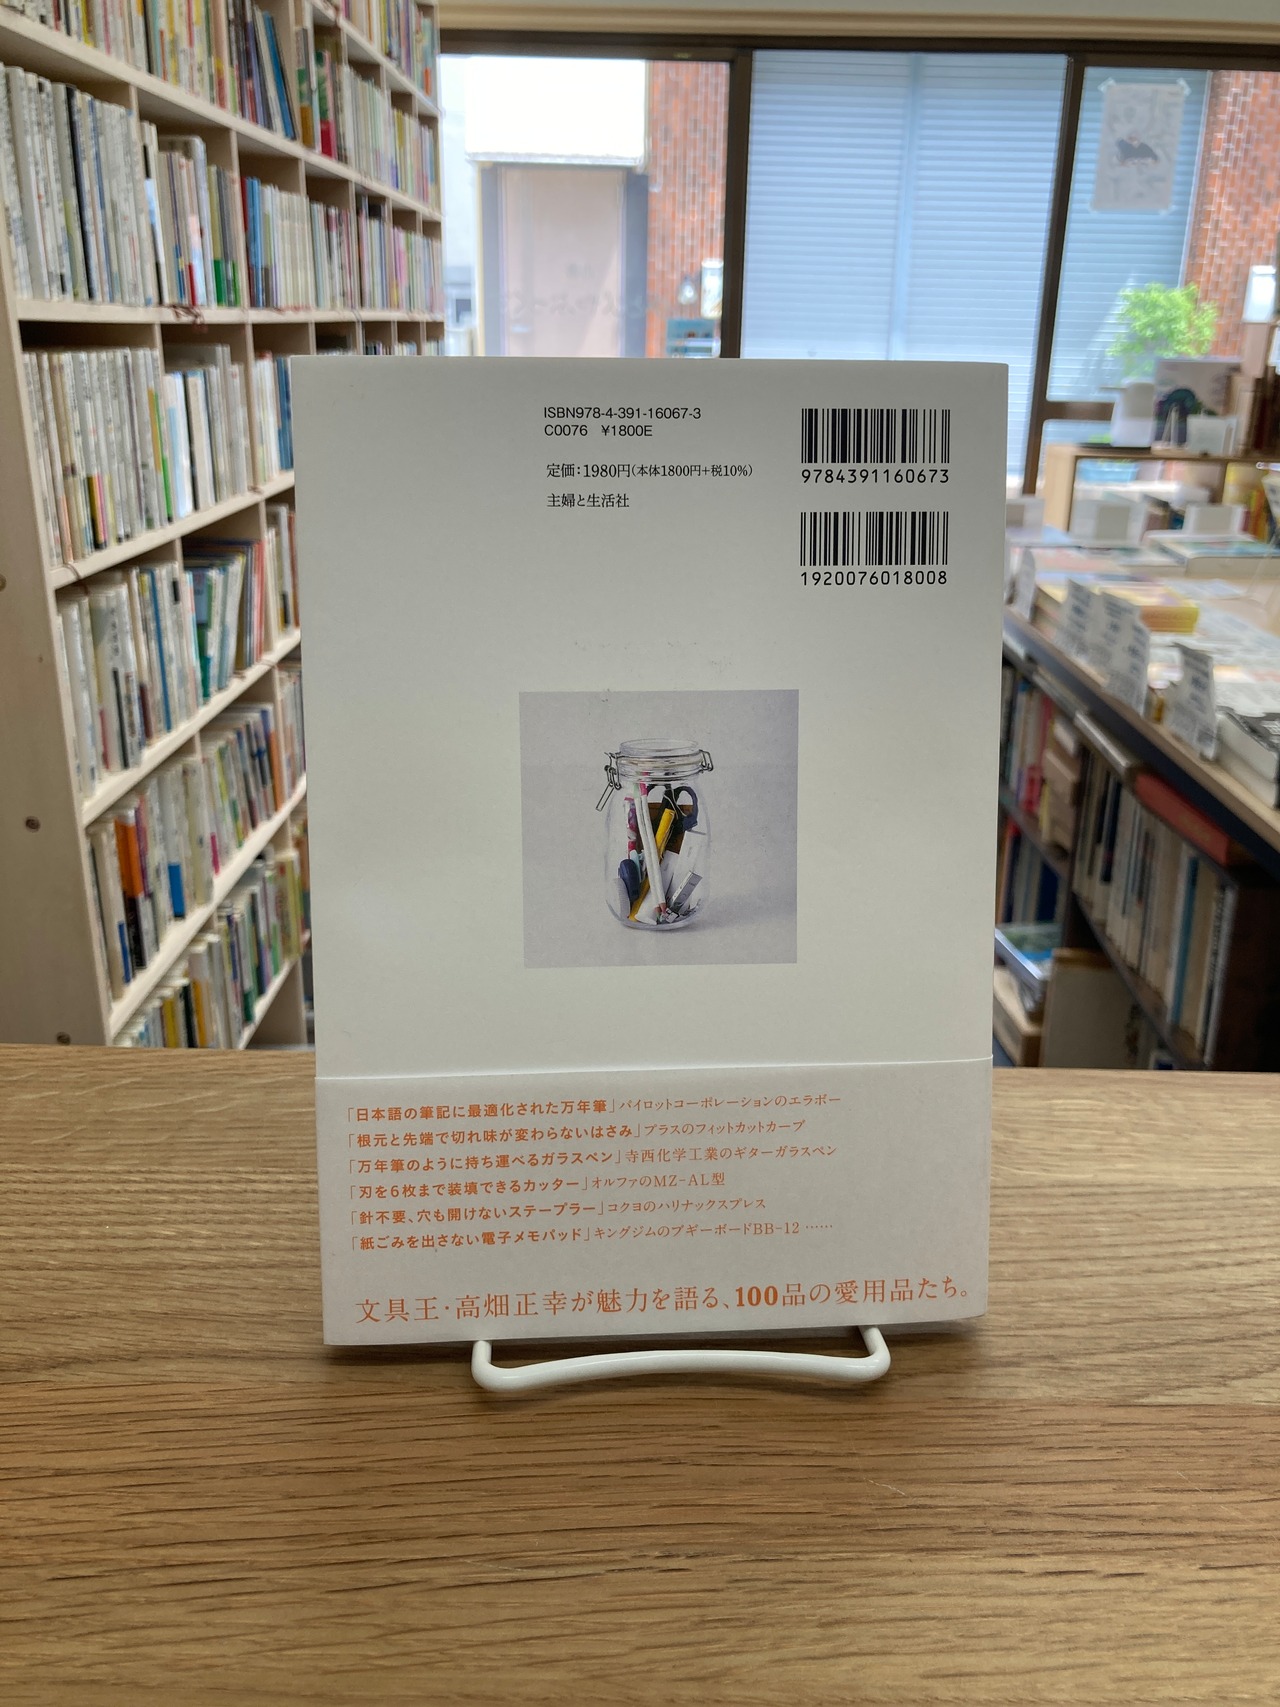 ISBN978-4-391-16067-3
C0076 ¥1800E
定価：1980円（本体1800円+税10%）
主婦と生活社
9784391160673
1920076018008
「日本語の筆記に最適化された万年筆」パイロットコーポレーションのエラボー
「根元と先端で切れ味が変わらないはさみ」プラスのフィットカットカーブ
「万年筆のように持ち運べるガラスペン」寺西化学工業のギターガラスペン
「刃を6枚まで装填できるカッター」オルファのMZ-AL型
「針不要、穴も開けないステープラー」コクヨのハリナックスプレス
「紙ごみを出さない電子メモパッド」キングジムのブギーボードBB-12 ……
文具王・高畑正幸が魅力を語る、100品の愛用品たち。